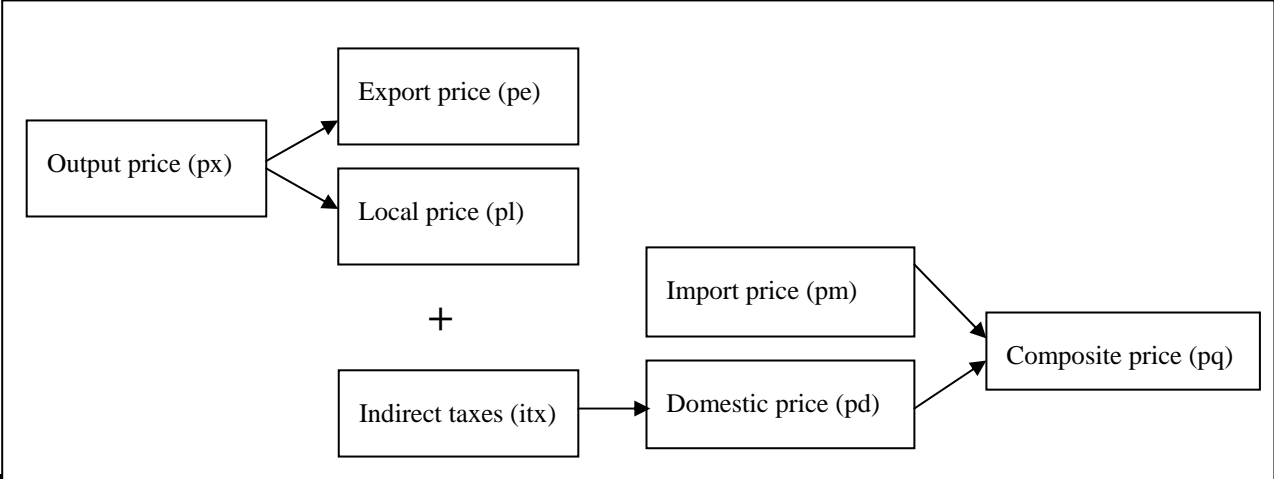 Export price (pe)
Output price (px)
Local price (pl)
Import price (pm)
+
Composite price (pq)
Indirect taxes (itx)
Domestic price (pd)